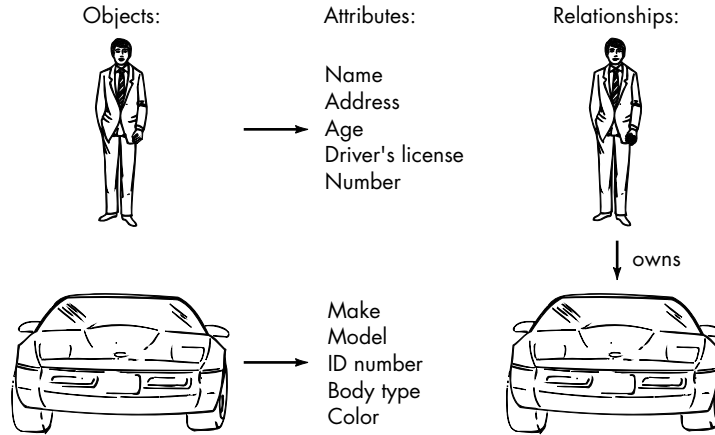 Objects:
Attributes:
Relationships:
Name
Address
Age
Driver's license
Number
owns
Make
Model
ID number
Body type
Color